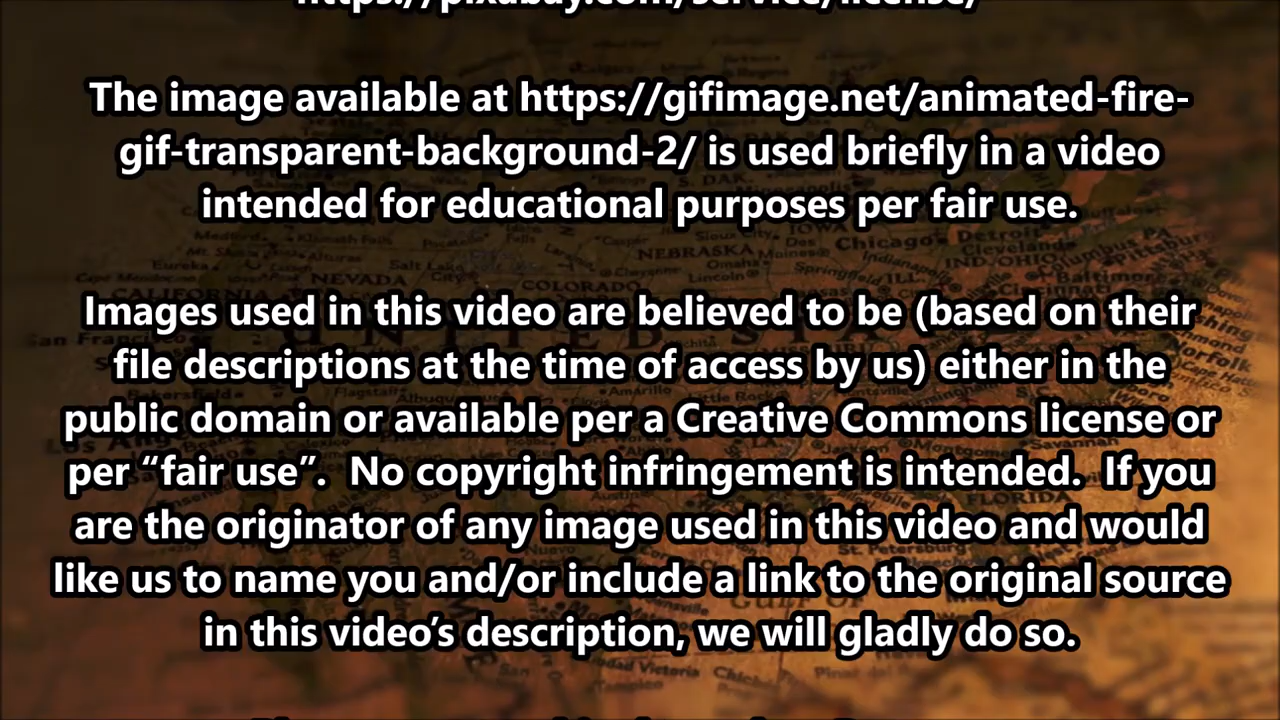 https://pixabay.com/service/license/
The image available at https://gifimage.net/animated-fire-
gif-transparent-background-2/ is used briefly in a video
intended for educational purposes per fair use.
Images used in this video are believed to be (based on their
file descriptions at the time of access by us) either in the
public domain or available per a Creative Commons license or
per “fair use”.  No copyright infringement is intended.  If you
are the originator of any image used in this video and would
like us to name you and/or include a link to the original source
in this video’s description, we will gladly do so.